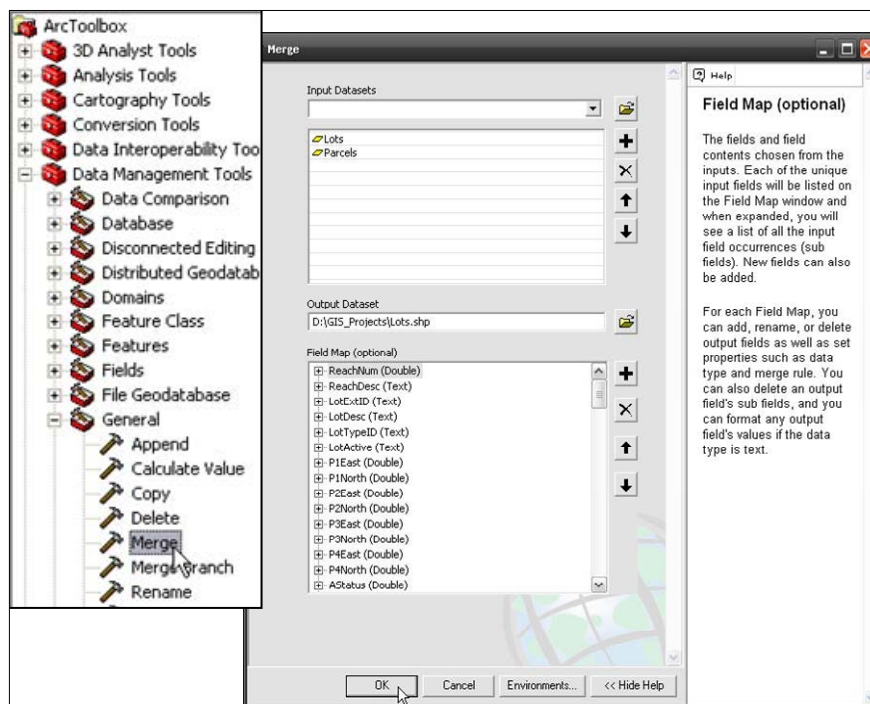 ArcToolbox
3D Analyst Tools
Analysis Tools
Cartography Tools
Conversion Tools
Data Interoperability Too
Data Management Tools
Data Comparison
Database
Disconnected Editing
Distributed Geodatab
Domains
Feature Class
Features
Fields
File Geodatabase
General
Append
Calculate Value
Copy
Delete
Merge
Merge Branch
Rename
Merge
Input Datasets
Lots
Parcels
Output Dataset
D:\GIS_Projects\Lots.shp
Field Map (optional)
ReachNum (Double)
ReachDesc (Text)
LotExtID (Text)
LotDesc (Text)
LotTypeID (Text)
LotActive (Text)
P1East (Double)
P1North (Double)
P2East (Double)
P2North (Double)
P3East (Double)
P3North (Double)
P4East (Double)
P4North (Double)
AStatus (Double)
OK
Cancel
Environments...
<< Hide Help
Help
Field Map (optional)
The fields and field
contents chosen from the
inputs. Each of the unique
input fields will be listed on
the Field Map window and
when expanded, you will
see a list of all the input
field occurrences (sub
fields). New fields can also
be added.
For each Field Map, you
can add, rename, or delete
output fields as well as set
properties such as data
type and merge rule. You
can also delete an output
field's sub fields, and you
can format any output
field's values if the data
type is text.